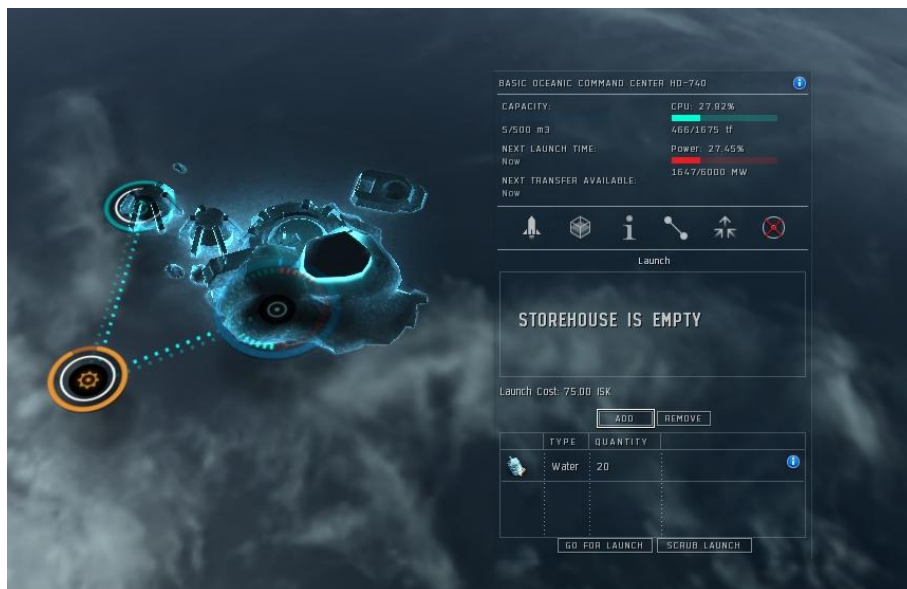 BASIC OCEANIC COMMAND CENTER HD-740
CAPACITY:
5/500 m3
CPU: 27.82%
466/1675 tf
NEXT LAUNCH TIME:
Now
Power: 27.45%
1647/6000 MW
NEXT TRANSFER AVAILABLE:
Now
Launch
STOREHOUSE IS EMPTY
Launch Cost: 75.00 ISK
ADD REMOVE
TYPE QUANTITY
Water 20
GO FOR LAUNCH SCRUB LAUNCH